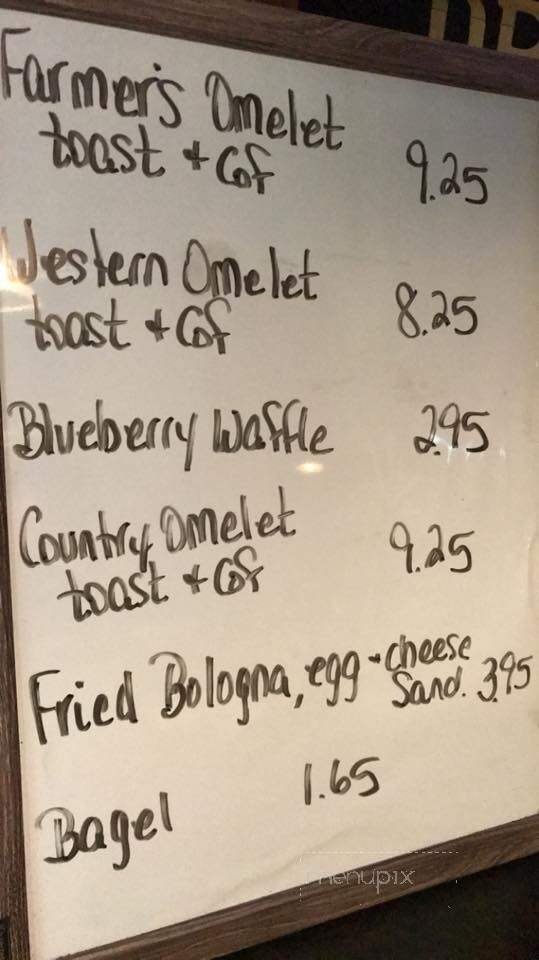 Farmer's Omelet
toast + Cof 9.25
Western Omelet
toast + Cof 8.25
Blueberry Waffle 2.95
Country Omelet
toast + Cof 9.25
Fried Bologna, egg + cheese
Sand. 3.95
Bagel 1.65
menupix